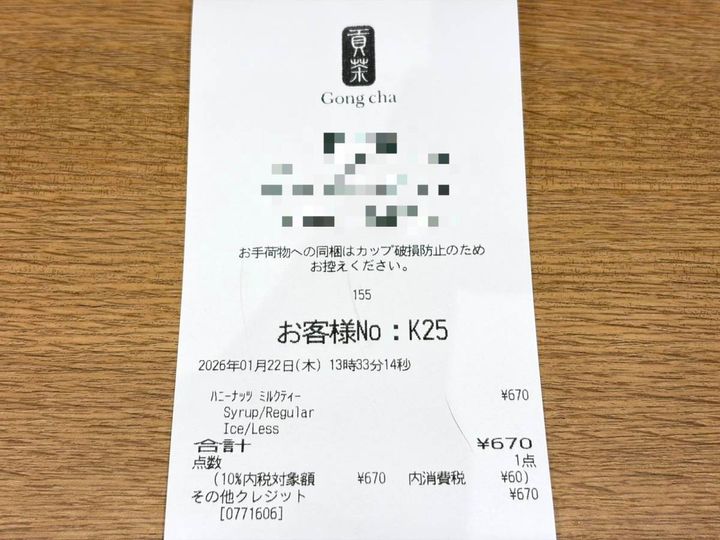 貢茶
Gong cha
お手荷物への同梱はカップ破損防止のため
お控えください。
155
お客様No：K25
2026年01月22日(木) 13時33分14秒
ﾊﾆｰﾅｯﾂ ﾐﾙｸﾃｨｰ ¥670
Syrup/Regular
Ice/Less
合計 ¥670
点数 1点
(10%内税対象額 ¥670 内消費税 ¥60)
その他クレジット ¥670
[0771606]